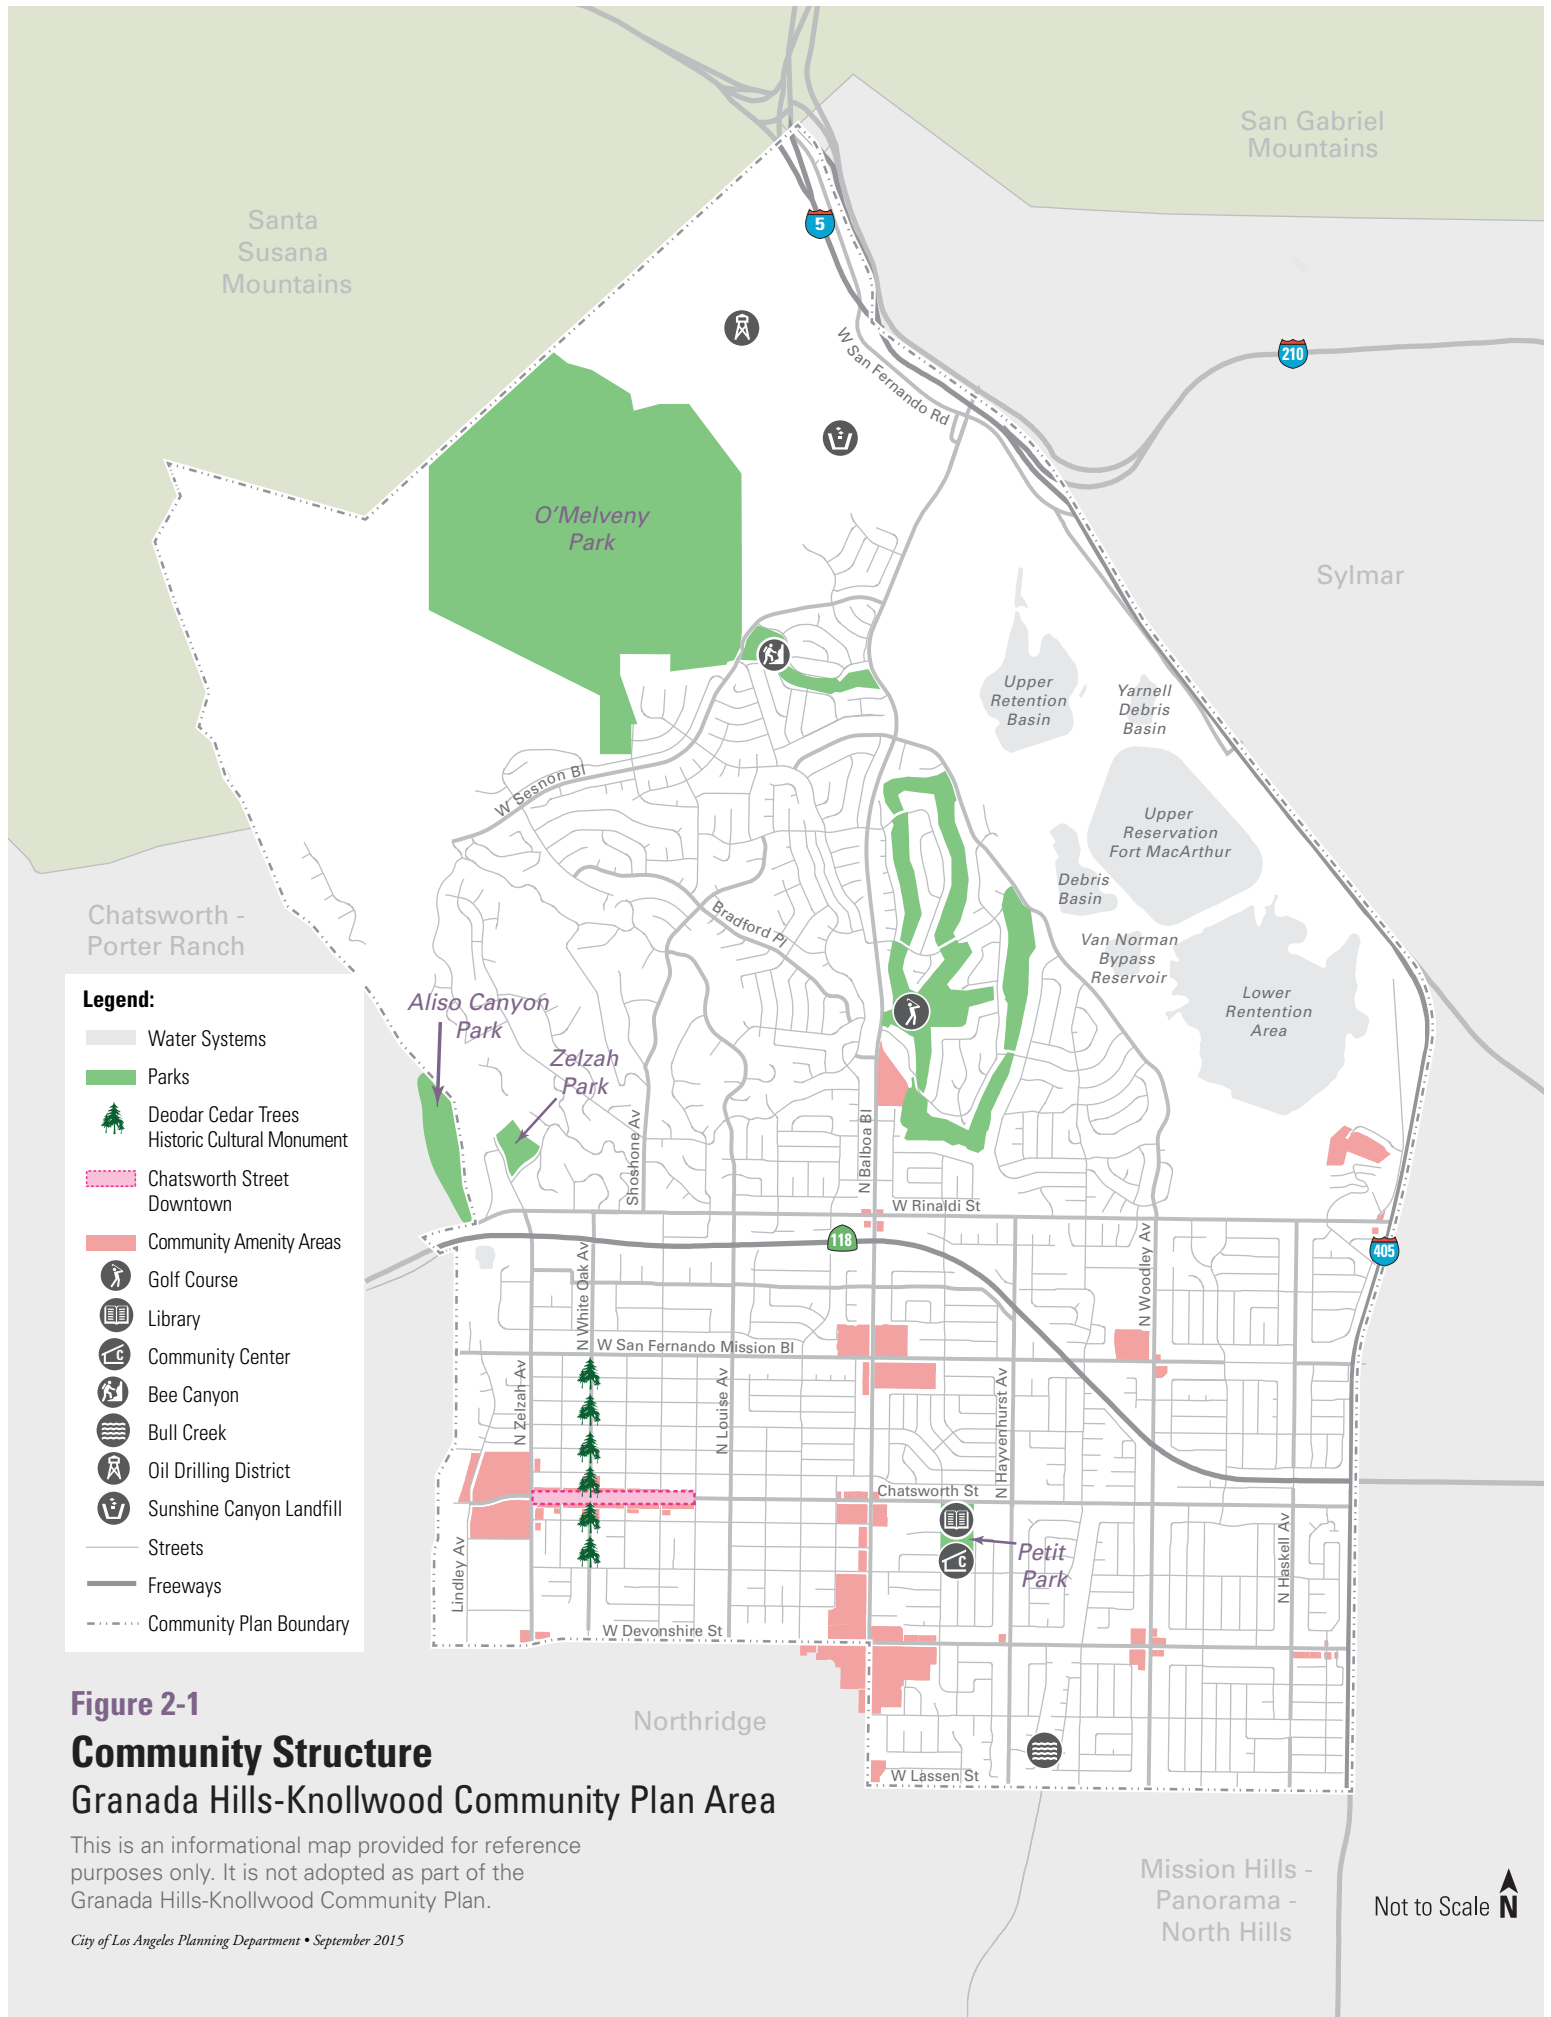 San Gabriel
Mountains
Santa
Susana
Mountains
5
210
W San Fernando Rd
O'Melveny
Park
Sylmar
Upper
Retention
Basin
Yarnell
Debris
Basin
W Sesnon Bl
Upper
Reservation
Fort MacArthur
Debris
Basin
Chatsworth -
Porter Ranch
Bradford Pl
Van Norman
Bypass
Reservoir
Lower
Rentention
Area
Legend:
Water Systems
Parks
Deodar Cedar Trees
Historic Cultural Monument
Chatsworth Street
Downtown
Community Amenity Areas
Golf Course
Library
C
Community Center
Bee Canyon
Bull Creek
Oil Drilling District
Sunshine Canyon Landfill
Streets
Freeways
Community Plan Boundary
Aliso Canyon
Park
Zelzah
Park
Shoshone Av
N Balboa Bl
W Rinaldi St
118
405
N White Oak Av
N Woodley Av
W San Fernando Mission Bl
N Zelzah Av
N Louise Av
N Hayvenhurst Av
Chatsworth St
C
Petit
Park
Lindley Av
N Haskell Av
W Devonshire St
Northridge
W Lassen St
Figure 2-1
Community Structure
Granada Hills-Knollwood Community Plan Area
This is an informational map provided for reference
purposes only. It is not adopted as part of the
Granada Hills-Knollwood Community Plan.
City of Los Angeles Planning Department • September 2015
Mission Hills -
Panorama -
North Hills
Not to Scale N